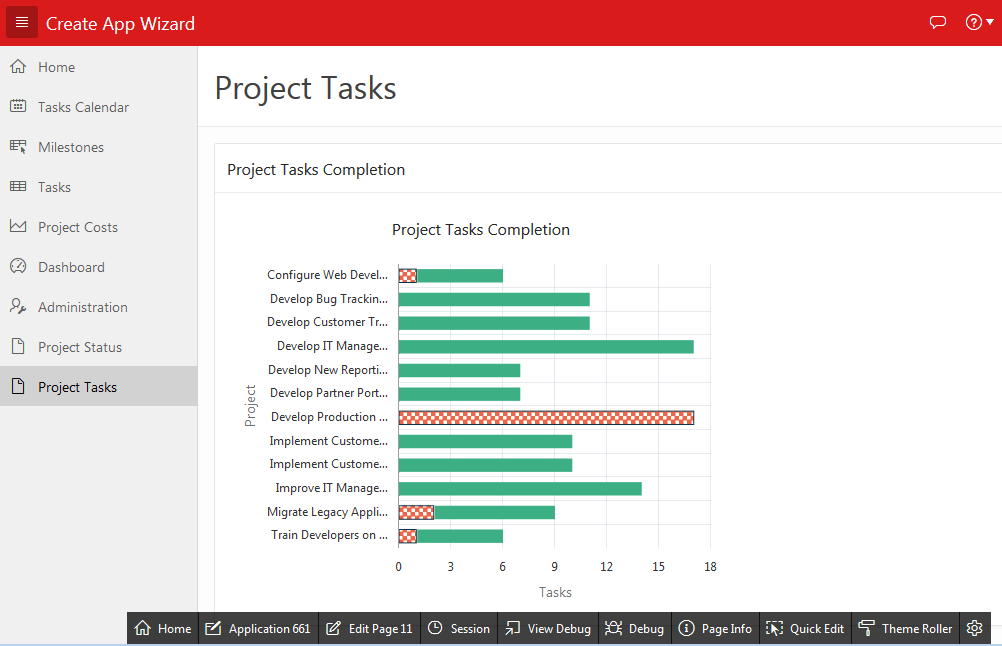 Create App Wizard
Home
Tasks Calendar
Milestones
Tasks
Project Costs
Dashboard
Administration
Project Status
Project Tasks
Project Tasks
Project Tasks Completion
Project Tasks Completion
Project
Configure Web Devel...
Develop Bug Trackin...
Develop Customer Tr...
Develop IT Manage...
Develop New Reporti...
Develop Partner Port...
Develop Production ...
Implement Custome...
Implement Custome...
Improve IT Manage...
Migrate Legacy Appli...
Train Developers on ...
0 3 6 9 12 15 18
Tasks
Home Application 661 Edit Page 11 Session View Debug Debug Page Info Quick Edit Theme Roller